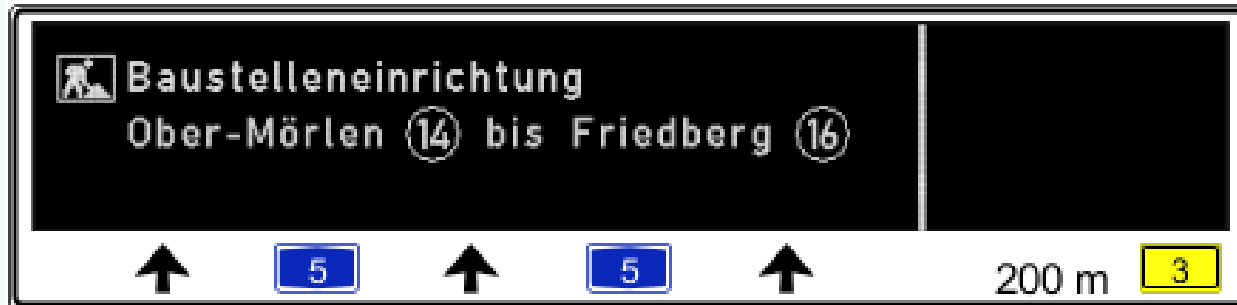 Baustelleneinrichtung
Ober-Mörlen 14 bis Friedberg 16
5 5 200 m 3